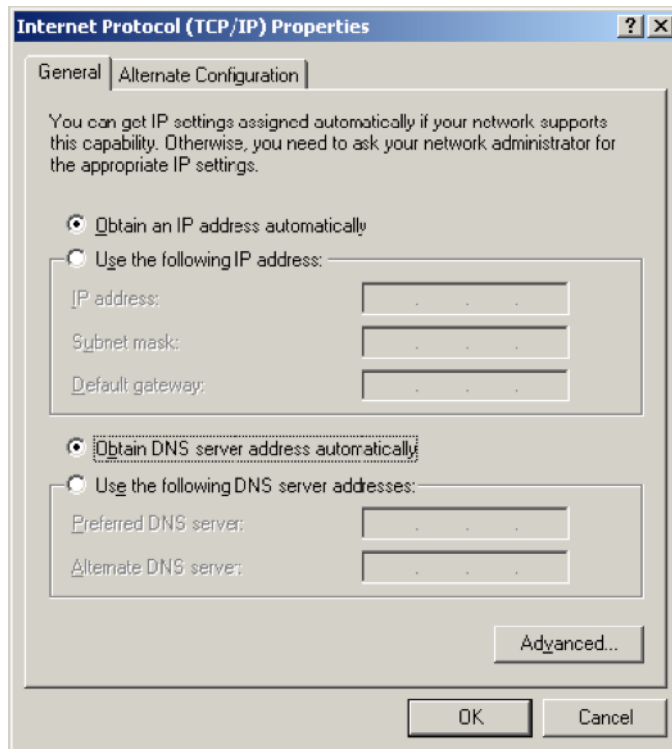 Internet Protocol (TCP/IP) Properties
General
Alternate Configuration
You can get IP settings assigned automatically if your network supports
this capability. Otherwise, you need to ask your network administrator for
the appropriate IP settings.
Obtain an IP address automatically
Use the following IP address:
IP address:
Subnet mask:
Default gateway:
Obtain DNS server address automatically
Use the following DNS server addresses:
Preferred DNS server:
Alternate DNS server:
Advanced...
OK
Cancel